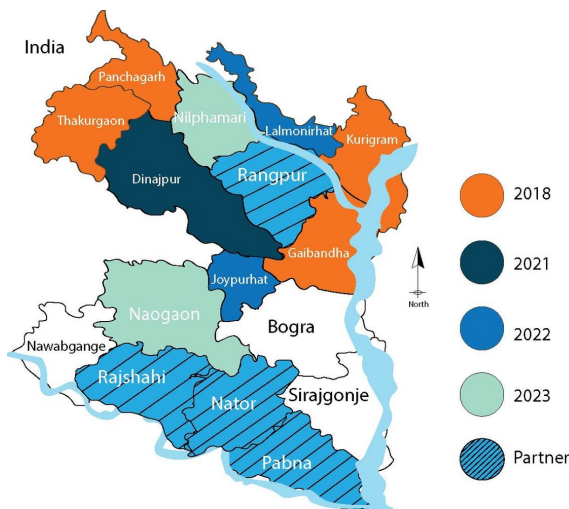 India
Panchagarh
Thakurgaon
Nilphamari
Lalmonirhat
Kurigram
Dinajpur
Rangpur
Gaibandha
Joypurhat
Naogaon
Bogra
Nawabgange
Rajshahi
Nator
Sirajgonje
Pabna
North
2018
2021
2022
2023
Partner